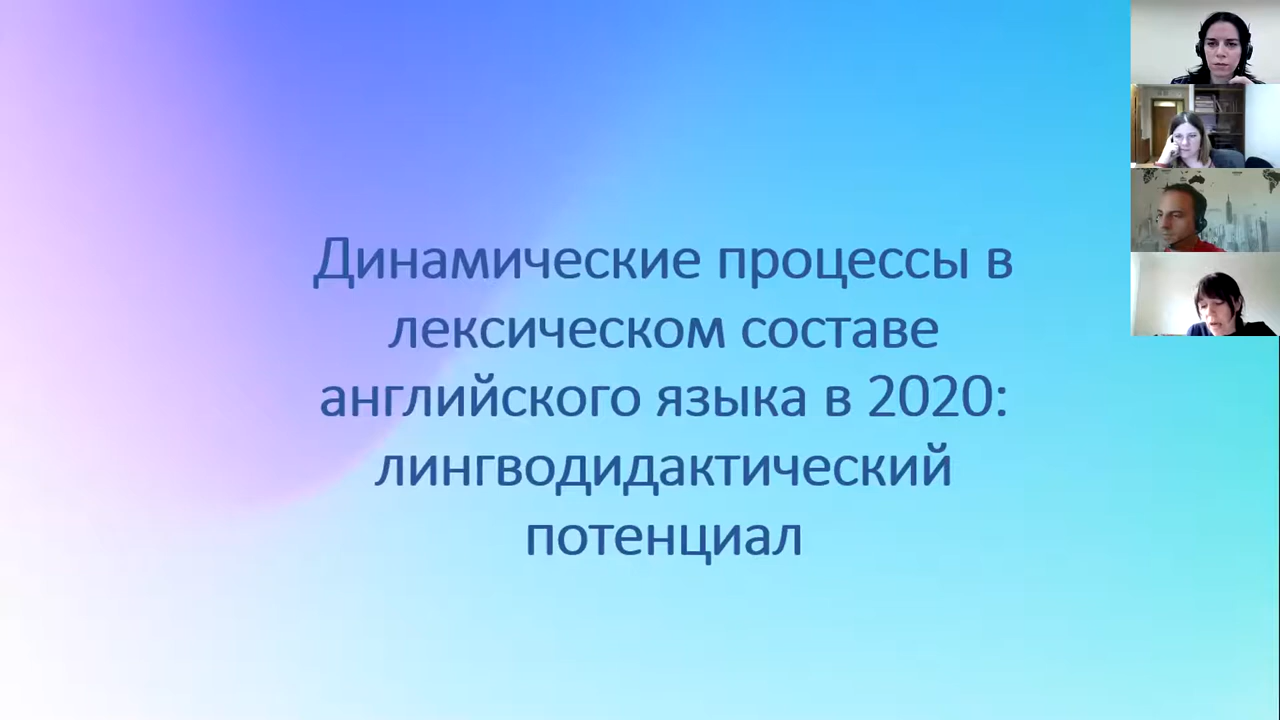 Динамические процессы в
лексическом составе
английского языка в 2020:
лингводидактический
потенциал